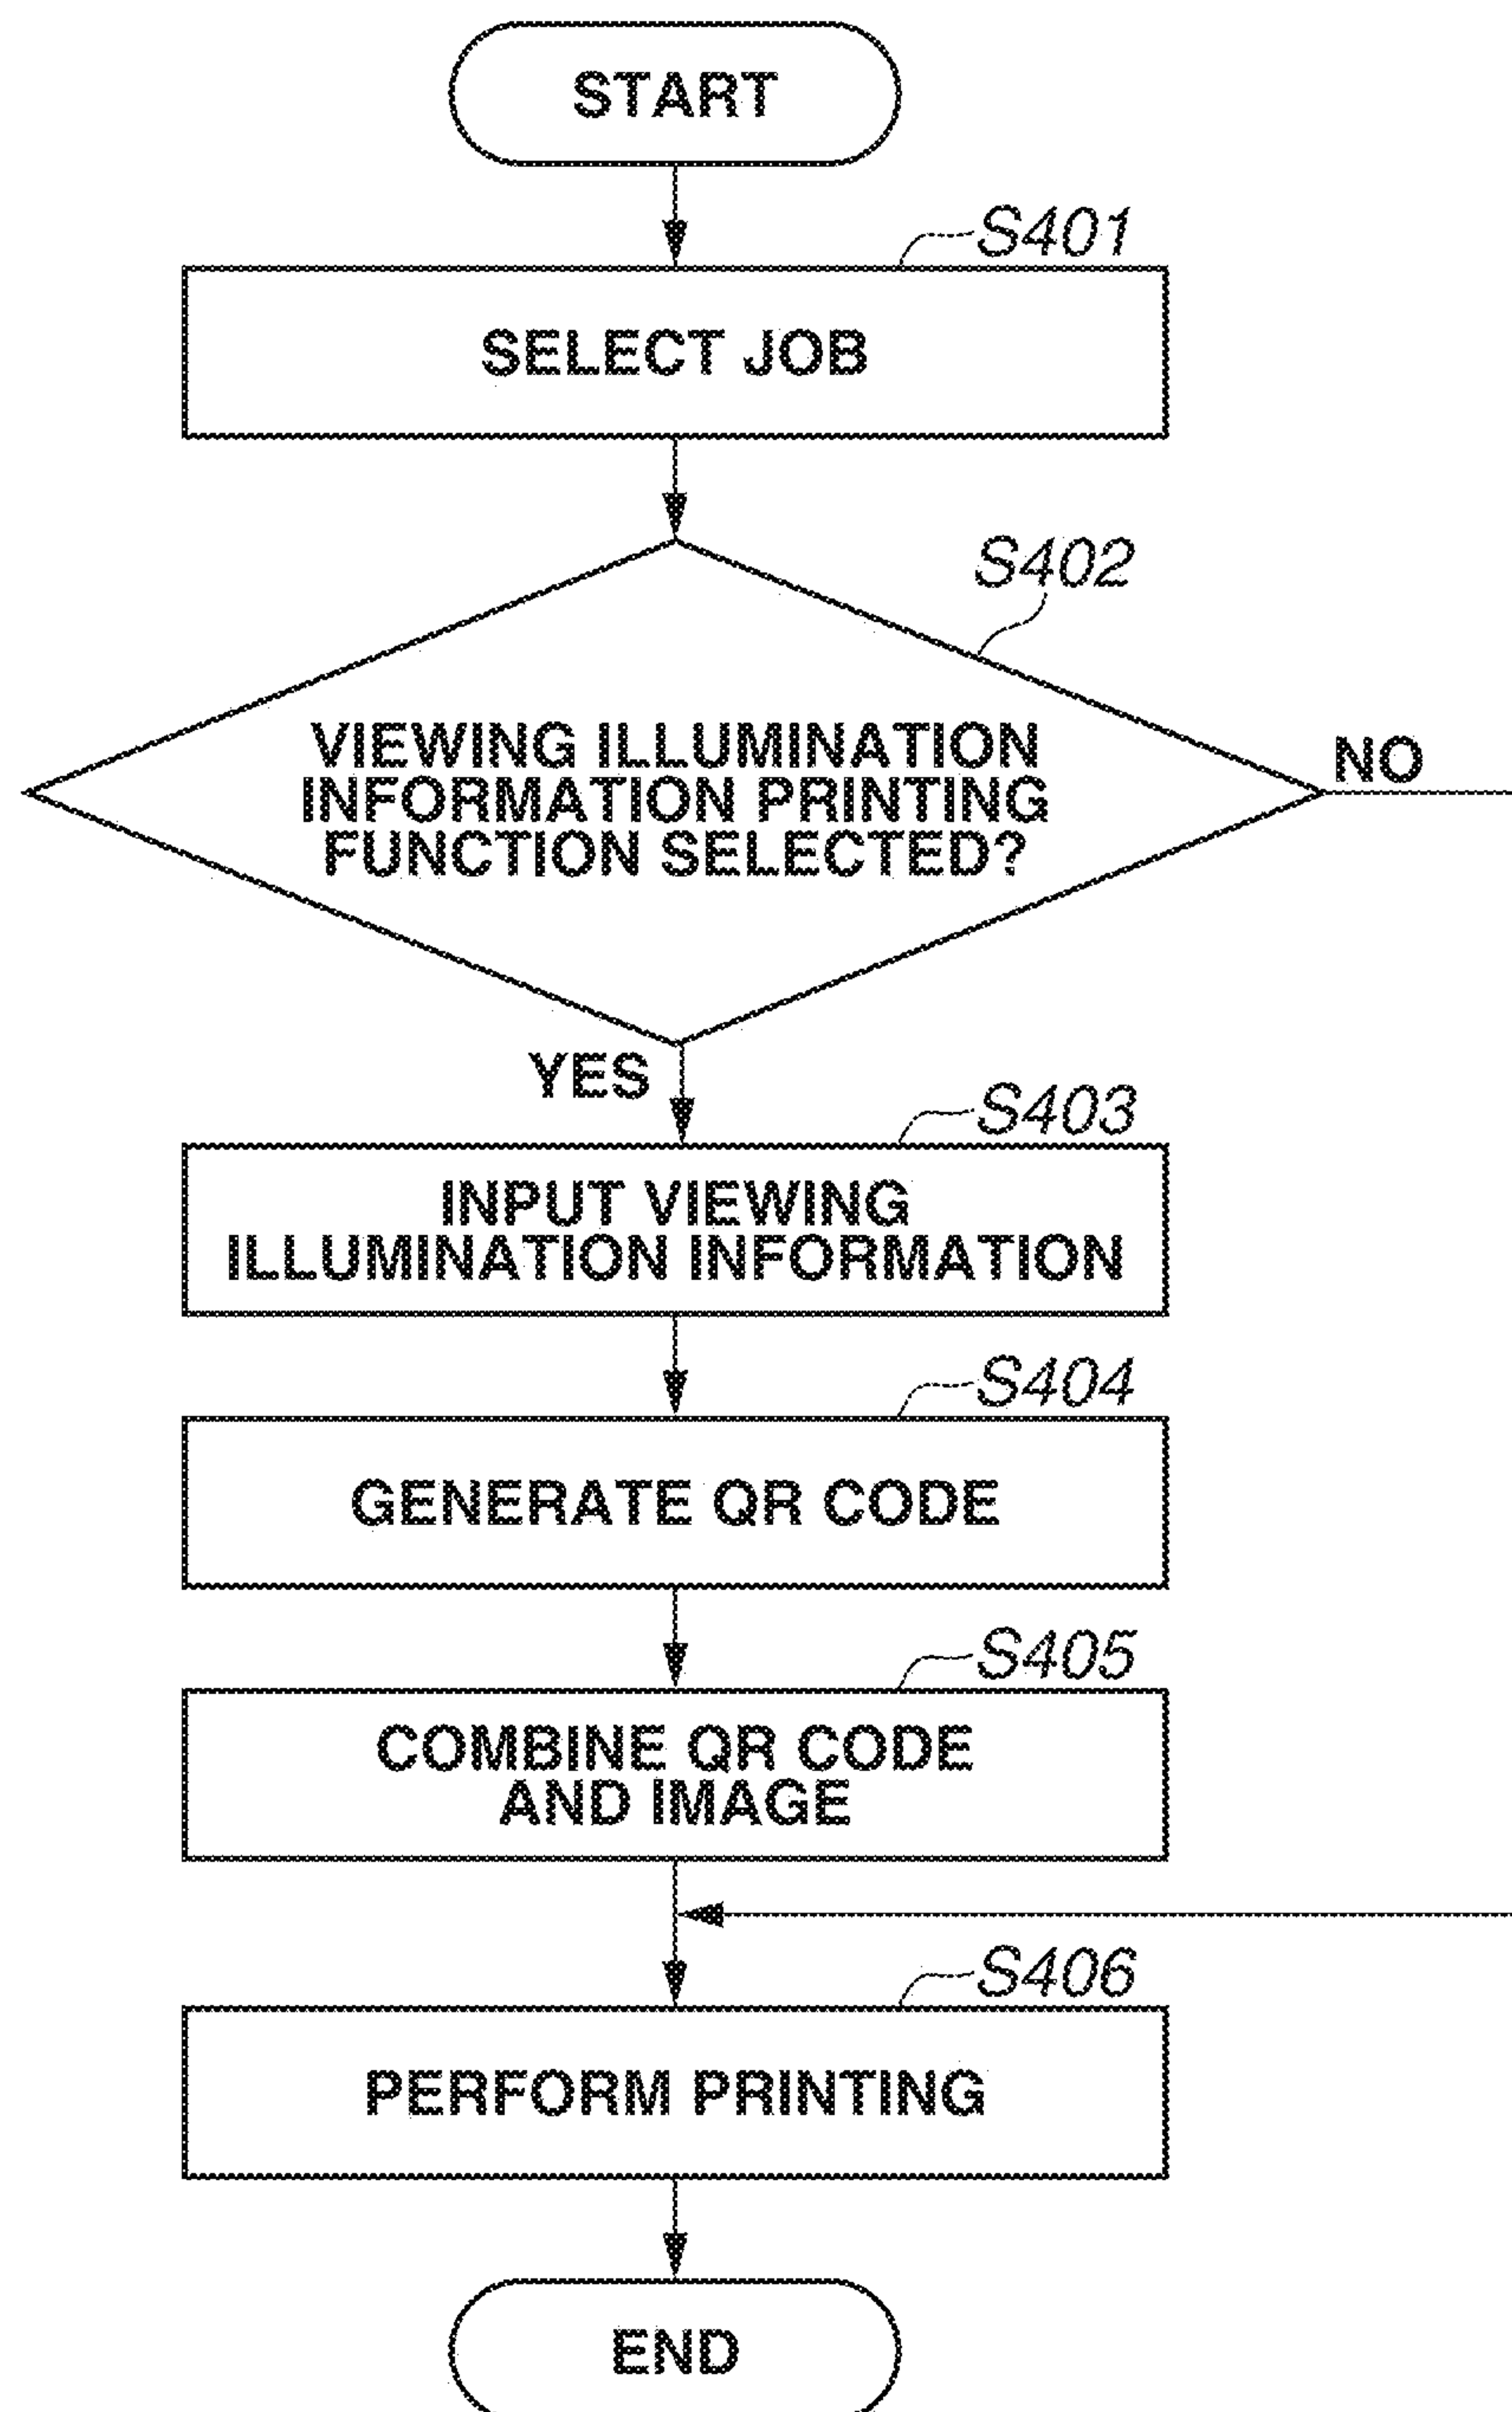 START
S401
SELECT JOB
S402
VIEWING ILLUMINATION
INFORMATION PRINTING
FUNCTION SELECTED?
NO
YES
S403
INPUT VIEWING
ILLUMINATION INFORMATION
S404
GENERATE QR CODE
S405
COMBINE QR CODE
AND IMAGE
S406
PERFORM PRINTING
END